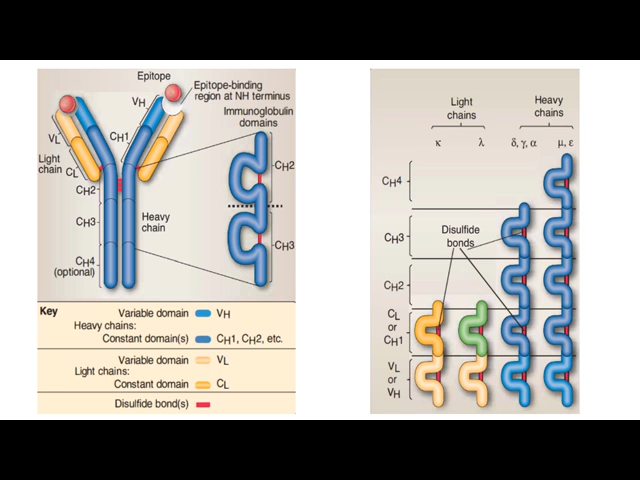 Epitope
VH
Epitope-binding
region at NH terminus
Immunoglobulin
domains
VL
CH1
Light
chain
CL
CH2
CH2
CH3
Heavy
chain
CH3
CH4
(optional)
Key
Variable domain
VH
Heavy chains:
Constant domain(s)
CH1, CH2, etc.
Variable domain
VL
Light chains:
Constant domain
CL
Disulfide bond(s)
Light
chains
Heavy
chains
κ
λ
δ, γ, α
μ, ε
CH4
CH3
Disulfide
bonds
CH2
CL
or
CH1
VL
or
VH